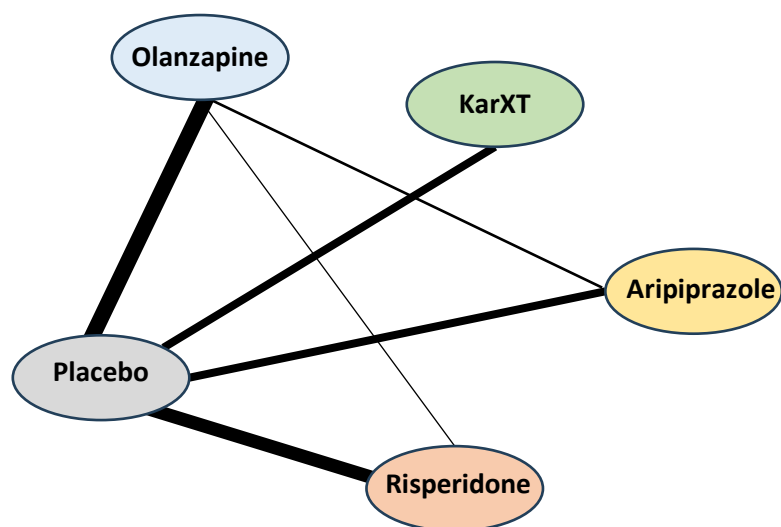 Olanzapine
KarXT
Aripiprazole
Placebo
Risperidone